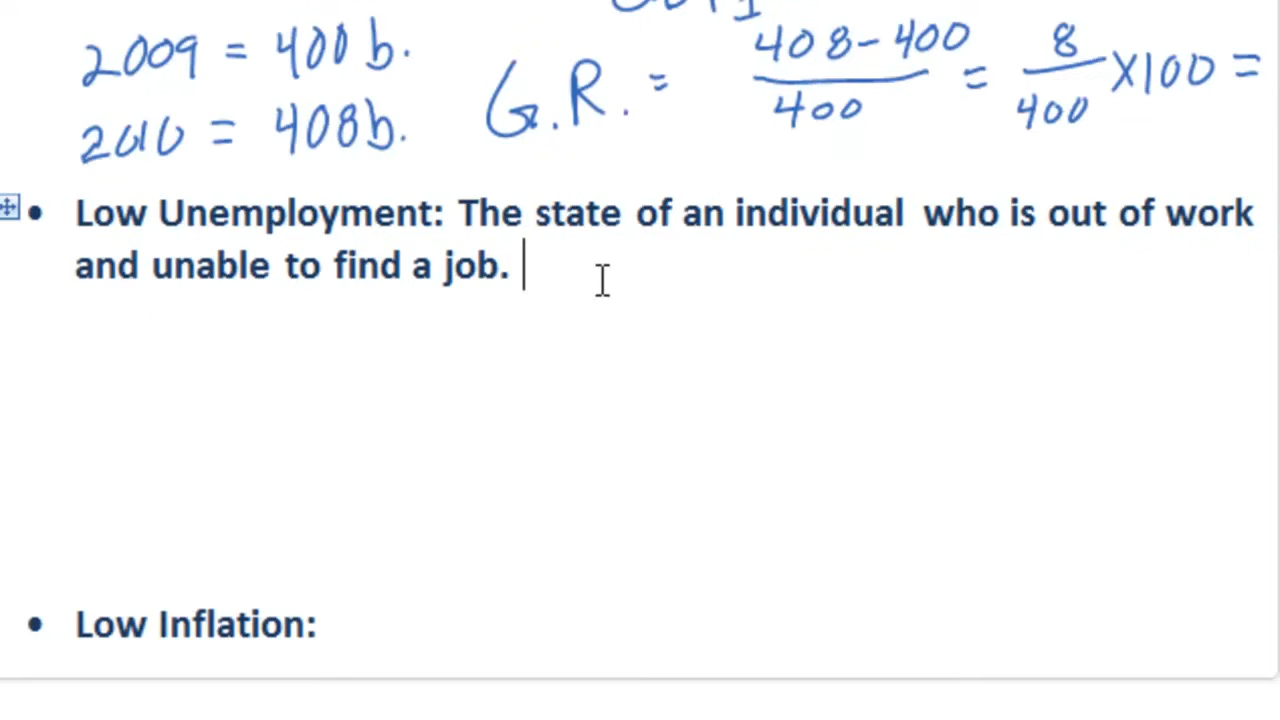 2009 = 400 b.
G.R. = 408-400 / 400 = 8 / 400 X100 =
2010 = 408b.
• Low Unemployment: The state of an individual who is out of work
and unable to find a job.
• Low Inflation: